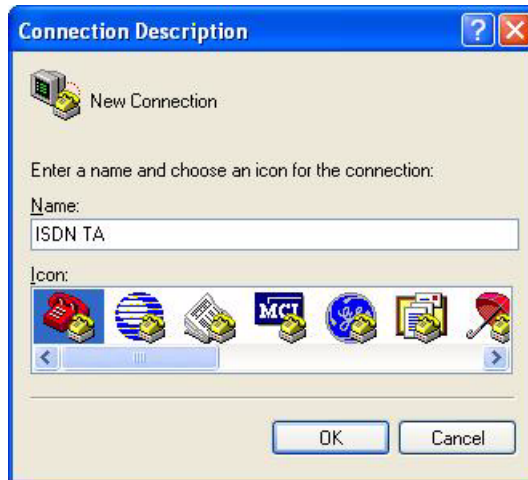 Connection Description
New Connection
Enter a name and choose an icon for the connection:
Name:
ISDN TA
Icon:
MCI
OK
Cancel